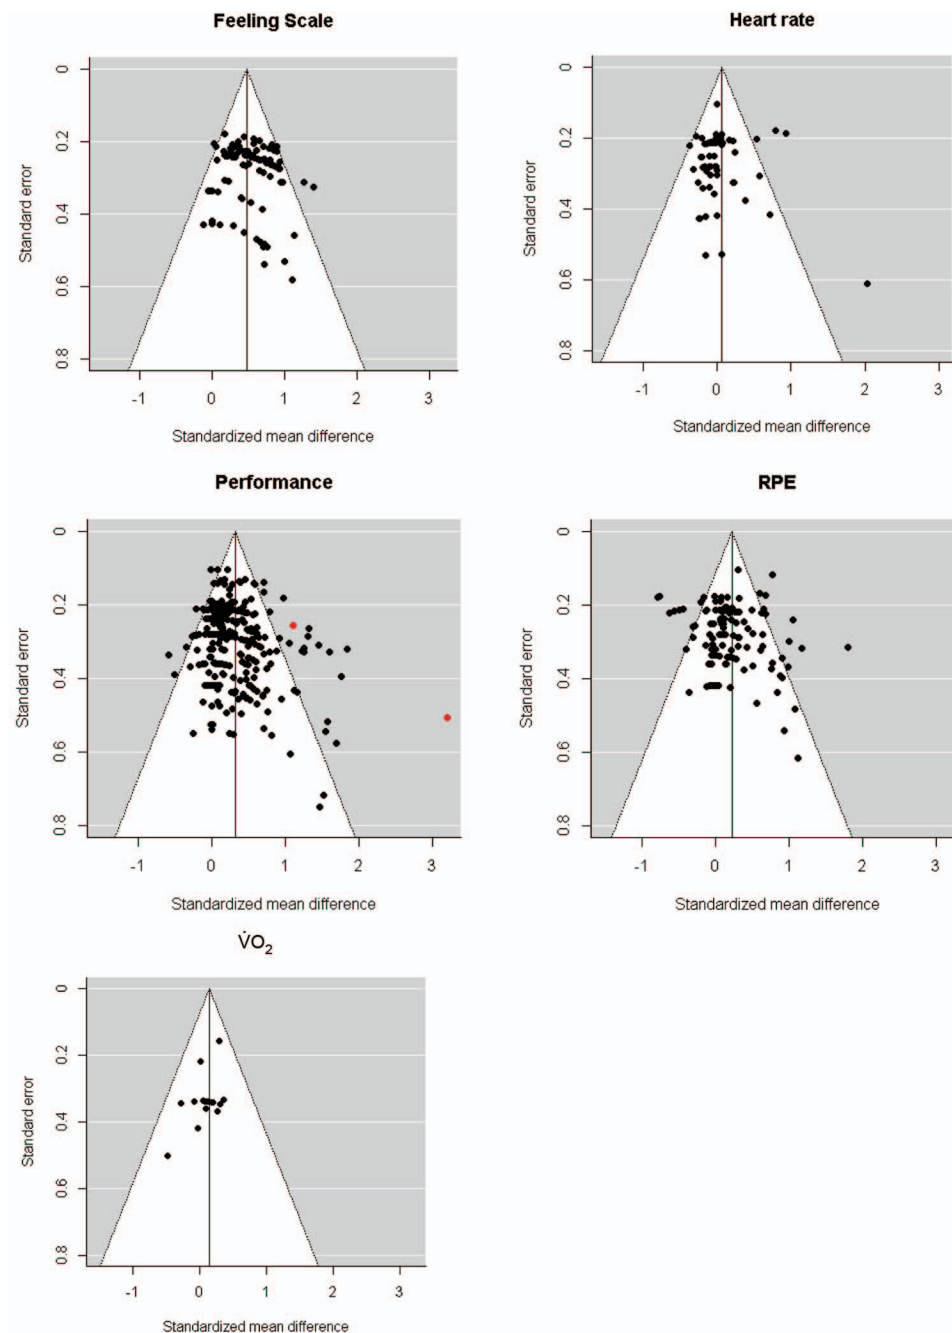 Feeling Scale
Standard error
0
0.2
0.4
0.6
0.8
-1 0 1 2 3
Standardized mean difference
Heart rate
Standard error
0
0.2
0.4
0.6
0.8
-1 0 1 2 3
Standardized mean difference
Performance
Standard error
0
0.2
0.4
0.6
0.8
-1 0 1 2 3
Standardized mean difference
RPE
Standard error
0
0.2
0.4
0.6
0.8
-1 0 1 2 3
Standardized mean difference
V̇O₂
Standard error
0
0.2
0.4
0.6
0.8
-1 0 1 2 3
Standardized mean difference